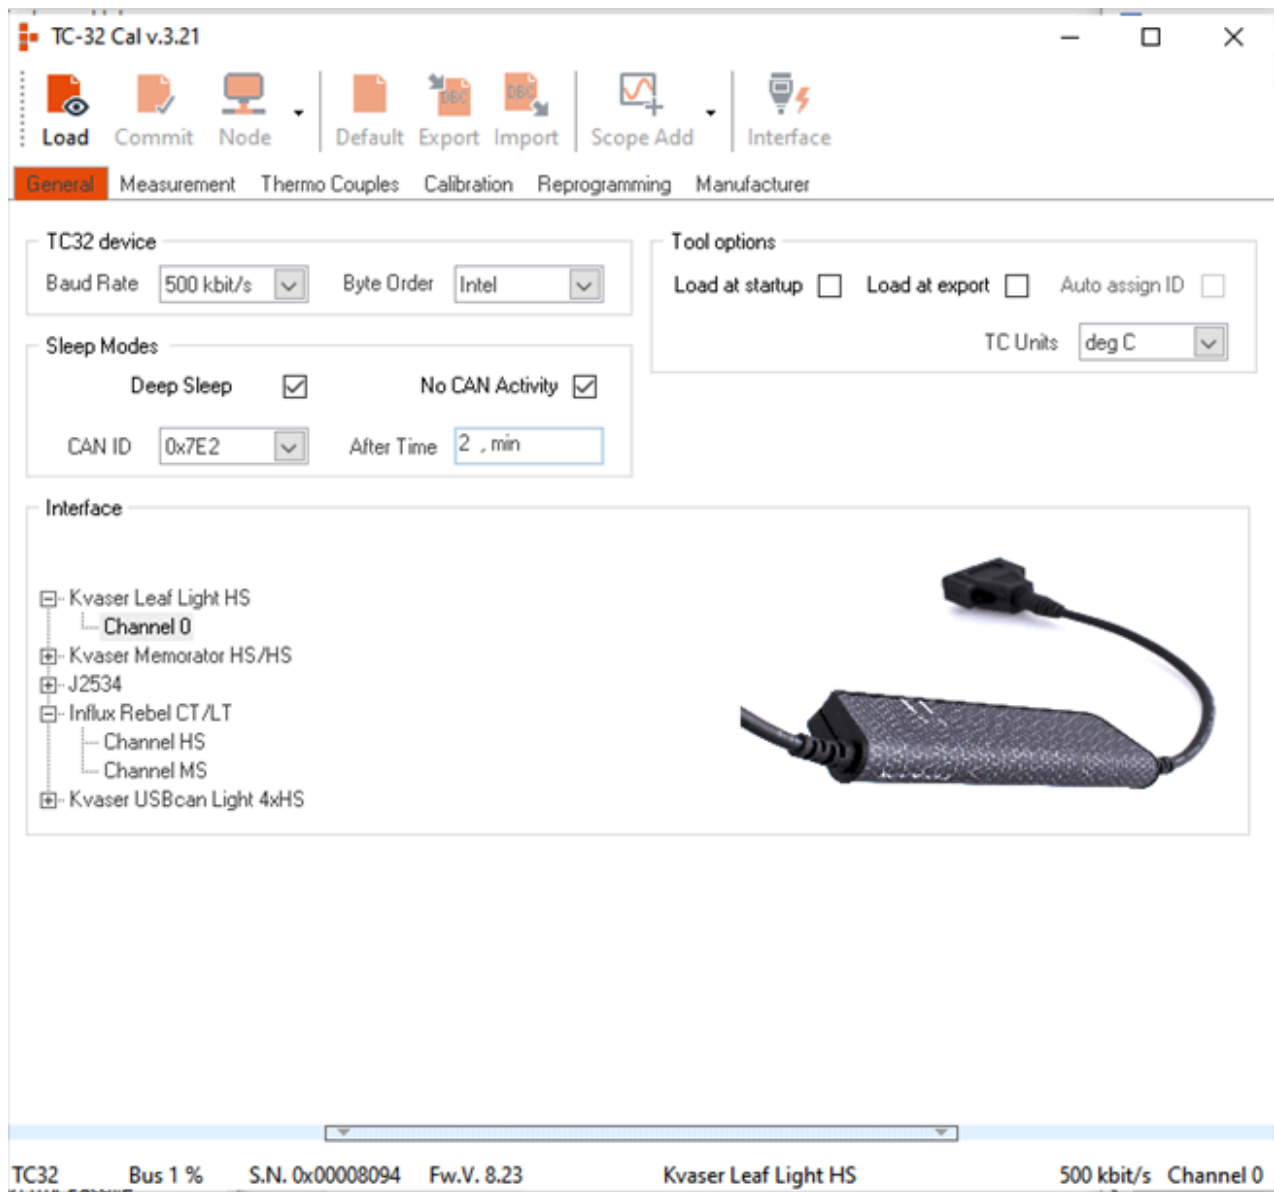 TC-32 Cal v.3.21
Load Commit Node Default Export Import Scope Add Interface
General Measurement Thermo Couples Calibration Reprogramming Manufacturer
TC32 device
Baud Rate 500 kbit/s Byte Order Intel
Tool options
Load at startup Load at export Auto assign ID
TC Units deg C
Sleep Modes
Deep Sleep No CAN Activity
CAN ID 0x7E2 After Time 2 , min
Interface
Kvaser Leaf Light HS
Channel 0
Kvaser Memorator HS/HS
J2534
Influx Rebel CT/LT
Channel HS
Channel MS
Kvaser USBcan Light 4xHS
TC32 Bus 1 % S.N. 0x00008094 Fw.V. 8.23 Kvaser Leaf Light HS 500 kbit/s Channel 0